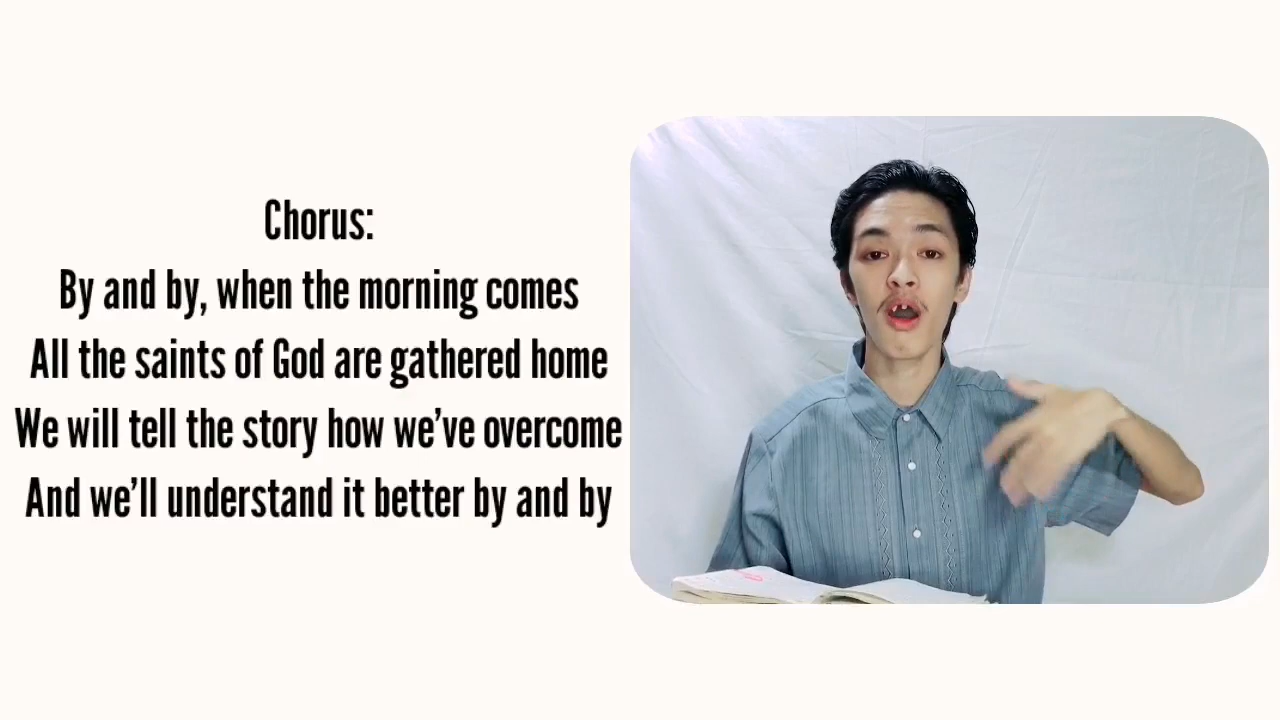 Chorus:
By and by, when the morning comes
All the saints of God are gathered home
We will tell the story how we’ve overcome
And we’ll understand it better by and by